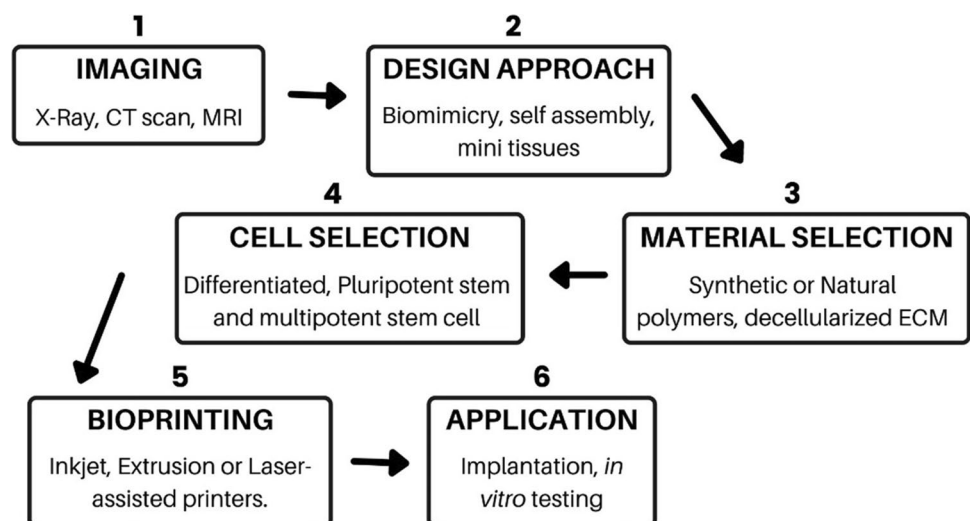 1
IMAGING
X-Ray, CT scan, MRI
2
DESIGN APPROACH
Biomimicry, self assembly,
mini tissues
3
MATERIAL SELECTION
Synthetic or Natural
polymers, decellularized ECM
4
CELL SELECTION
Differentiated, Pluripotent stem
and multipotent stem cell
5
BIOPRINTING
Inkjet, Extrusion or Laser-
assisted printers.
6
APPLICATION
Implantation, in
vitro testing